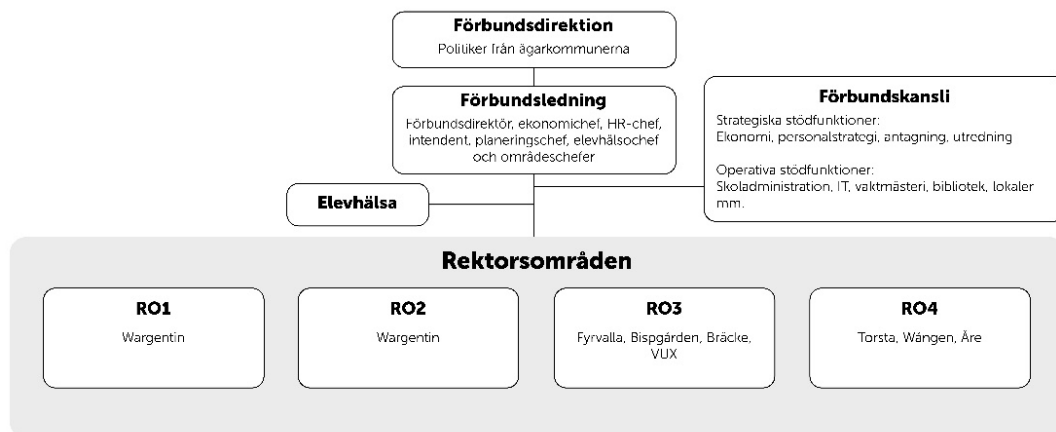 Förbundsdirektion
Politiker från ägarkommunerna
Förbundsledning
Förbundsdirektör, ekonomichef, HR-chef,
intendent, planeringschef, elevhälsochef
och områdeschefer
Förbundskansli
Strategiska stödfunktioner:
Ekonomi, personalstrategi, antagning, utredning
Operativa stödfunktioner:
Skoladministration, IT, vaktmästeri, bibliotek, lokaler
mm.
Elevhälsa
Rektorsområden
RO1
Wargentin
RO2
Wargentin
RO3
Fyrvalla, Bispgården, Bräcke,
VUX
RO4
Torsta, Wången, Åre